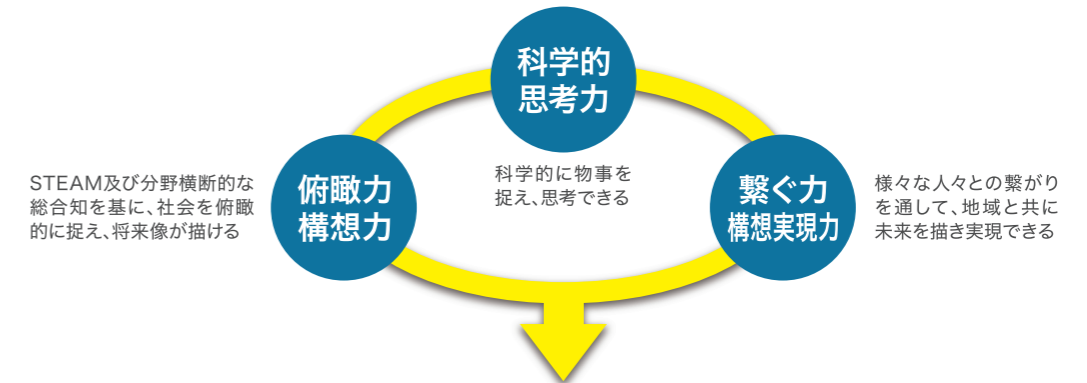 科学的
思考力
科学的に物事を
捉え、思考できる
STEAM及び分野横断的な
総合知を基に、社会を俯瞰
的に捉え、将来像が描ける
俯瞰力
構想力
繋ぐ力
構想実現力
様々な人々との繋がり
を通して、地域と共に
未来を描き実現できる